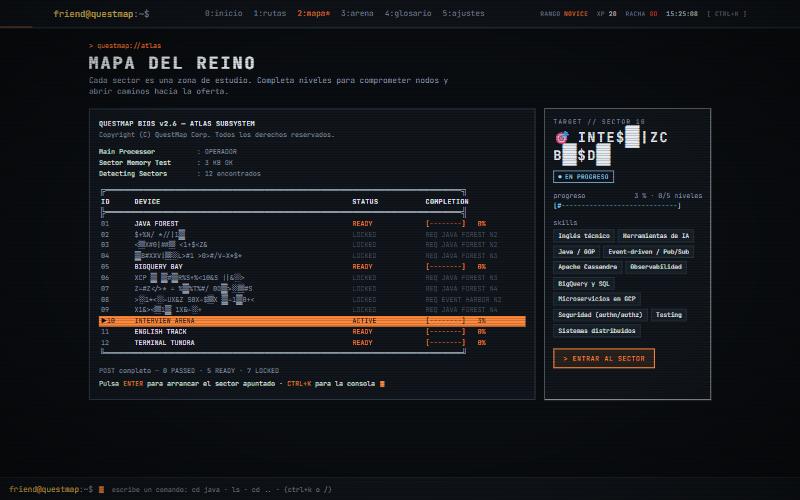 friend@questmap:~$ 0:inicio 1:rutas 2:mapa* 3:arena 4:glosario 5:ajustes RANGO NOVICE XP 20 RACHA 00 15:25:08 [ CTRL+K ]
> questmap://atlas
MAPA DEL REINO
Cada sector es una zona de estudio. Completa niveles para comprometer nodos y
abrir caminos hacia la oferta.
QUESTMAP BIOS v2.6 — ATLAS SUBSYSTEM
Copyright (C) QuestMap Corp. Todos los derechos reservados.
Main Processor : OPERADOR
Sector Memory Test : 3 KB OK
Detecting Sectors : 12 encontrados
ID DEVICE STATUS COMPLETION
01 JAVA FOREST READY [--------] 0%
02 LOCKED REQ JAVA FOREST N2
03 LOCKED REQ JAVA FOREST N2
04 LOCKED REQ JAVA FOREST N4
05 BIGQUERY BAY READY [--------] 0%
06 LOCKED REQ JAVA FOREST N2
07 LOCKED REQ JAVA FOREST N4
08 LOCKED REQ EVENT HARBOR N2
09 LOCKED REQ JAVA FOREST N4
▶10 INTERVIEW ARENA ACTIVE [--------] 3%
11 ENGLISH TRACK READY [--------] 0%
12 TERMINAL TUNDRA READY [--------] 0%
POST completo — 0 PASSED · 5 READY · 7 LOCKED
Pulsa ENTER para arrancar el sector apuntado · CTRL+K para la consola
TARGET // SECTOR 10
● EN PROGRESO
progreso 3 % · 0/5 niveles
skills
Inglés técnico Herramientas de IA
Java / OOP Event-driven / Pub/Sub
Apache Cassandra Observabilidad
BigQuery y SQL
Microservicios en GCP
Seguridad (authn/authz) Testing
Sistemas distribuidos
> ENTRAR AL SECTOR
friend@questmap:~$ escribe un comando: cd java · ls · cd .. · (ctrl+k o /)